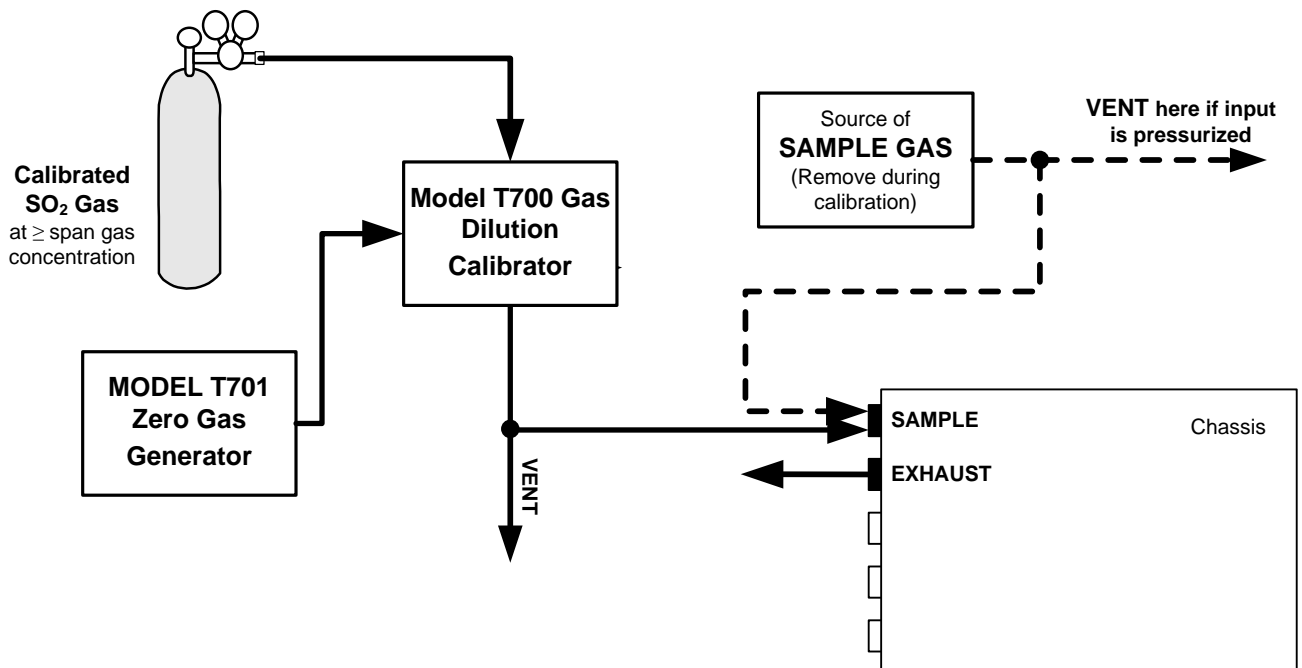 Calibrated
SO₂ Gas
at ≥ span gas
concentration
Model T700 Gas
Dilution
Calibrator
MODEL T701
Zero Gas
Generator
VENT
Source of
SAMPLE GAS
(Remove during
calibration)
VENT here if input
is pressurized
SAMPLE
EXHAUST
Chassis